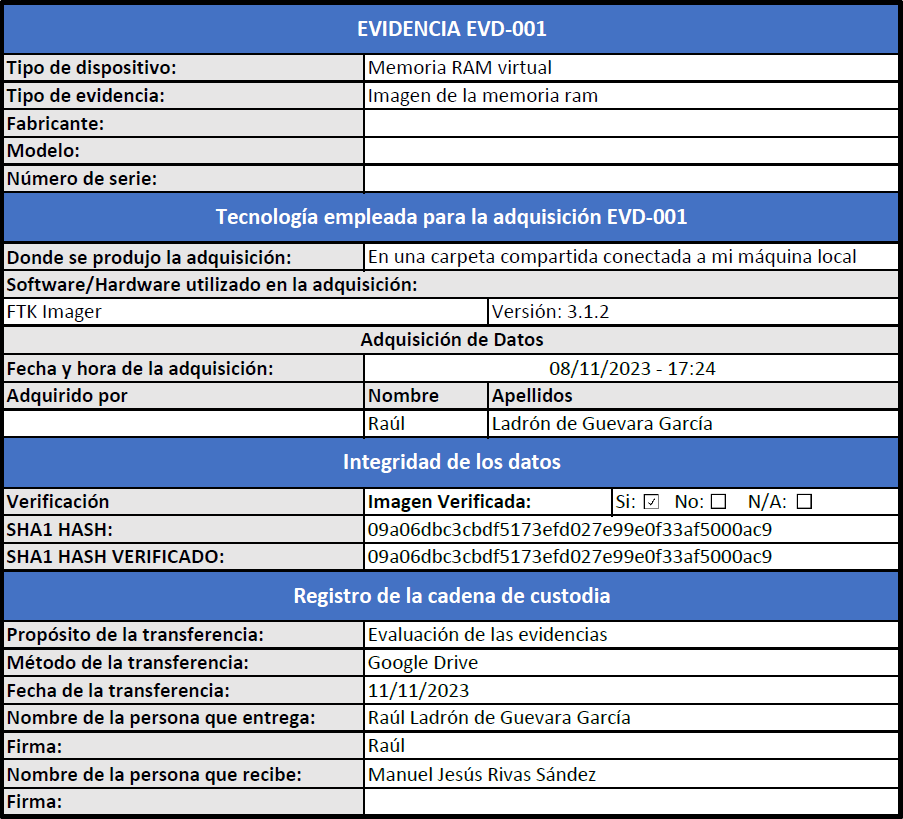 EVIDENCIA EVD-001
Tipo de dispositivo: Memoria RAM virtual
Tipo de evidencia: Imagen de la memoria ram
Fabricante:
Modelo:
Número de serie:
Tecnología empleada para la adquisición EVD-001
Donde se produjo la adquisición: En una carpeta compartida conectada a mi máquina local
Software/Hardware utilizado en la adquisición:
FTK Imager Versión: 3.1.2
Adquisición de Datos
Fecha y hora de la adquisición: 08/11/2023 - 17:24
Adquirido por Nombre Apellidos
Raúl Ladrón de Guevara García
Integridad de los datos
Verificación Imagen Verificada: Si: ☑ No: ☐ N/A: ☐
SHA1 HASH: 09a06dbc3cbdf5173efd027e99e0f33af5000ac9
SHA1 HASH VERIFICADO: 09a06dbc3cbdf5173efd027e99e0f33af5000ac9
Registro de la cadena de custodia
Propósito de la transferencia: Evaluación de las evidencias
Método de la transferencia: Google Drive
Fecha de la transferencia: 11/11/2023
Nombre de la persona que entrega: Raúl Ladrón de Guevara García
Firma: Raúl
Nombre de la persona que recibe: Manuel Jesús Rivas Sández
Firma: